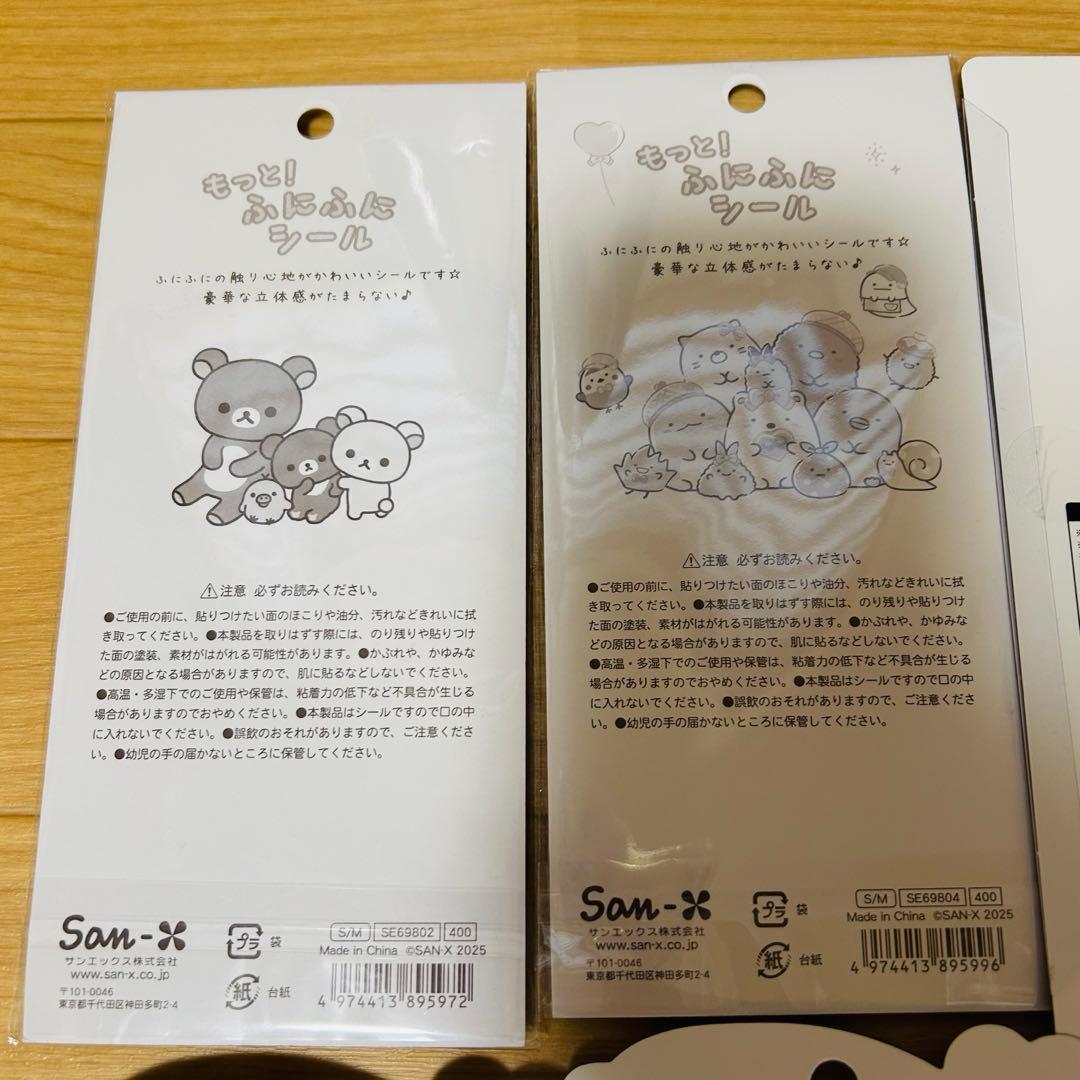 もっと!
ふにふに
シール
ふにふにの触り心地がかわいいシールです☆
豪華な立体感がたまらない♪
⚠注意 必ずお読みください。
●ご使用の前に、貼りつけたい面のほこりや油分、汚れなどきれいに拭
き取ってください。●本製品を取りはずす際には、のり残りや貼りつけ
た面の塗装、素材がはがれる可能性があります。●かぶれや、かゆみな
どの原因となる場合がありますので、肌に貼るなどしないでください。
●高温・多湿下でのご使用や保管は、粘着力の低下など不具合が生じる
場合がありますのでおやめください。●本製品はシールですので口の中
に入れないでください。●誤飲のおそれがありますので、ご注意くださ
い。●幼児の手の届かないところに保管してください。
San-X
サンエックス株式会社
www.san-x.co.jp
〒101-0046
東京都千代田区神田多町2-4
プラ 袋
紙 台紙
S/M SE69802 400
Made in China ©SAN-X 2025
4 974413 895972
もっと!
ふにふに
シール
ふにふにの触り心地がかわいいシールです☆
豪華な立体感がたまらない♪
⚠注意 必ずお読みください。
●ご使用の前に、貼りつけたい面のほこりや油分、汚れなどきれいに拭
き取ってください。●本製品を取りはずす際には、のり残りや貼りつけ
た面の塗装、素材がはがれる可能性があります。●かぶれや、かゆみな
どの原因となる場合がありますので、肌に貼るなどしないでください。
●高温・多湿下でのご使用や保管は、粘着力の低下など不具合が生じる
場合がありますのでおやめください。●本製品はシールですので口の中
に入れないでください。●誤飲のおそれがありますので、ご注意くださ
い。●幼児の手の届かないところに保管してください。
San-X
サンエックス株式会社
www.san-x.co.jp
〒101-0046
東京都千代田区神田多町2-4
プラ 袋
紙 台紙
S/M SE69804 400
Made in China ©SAN-X 2025
4 974413 895996